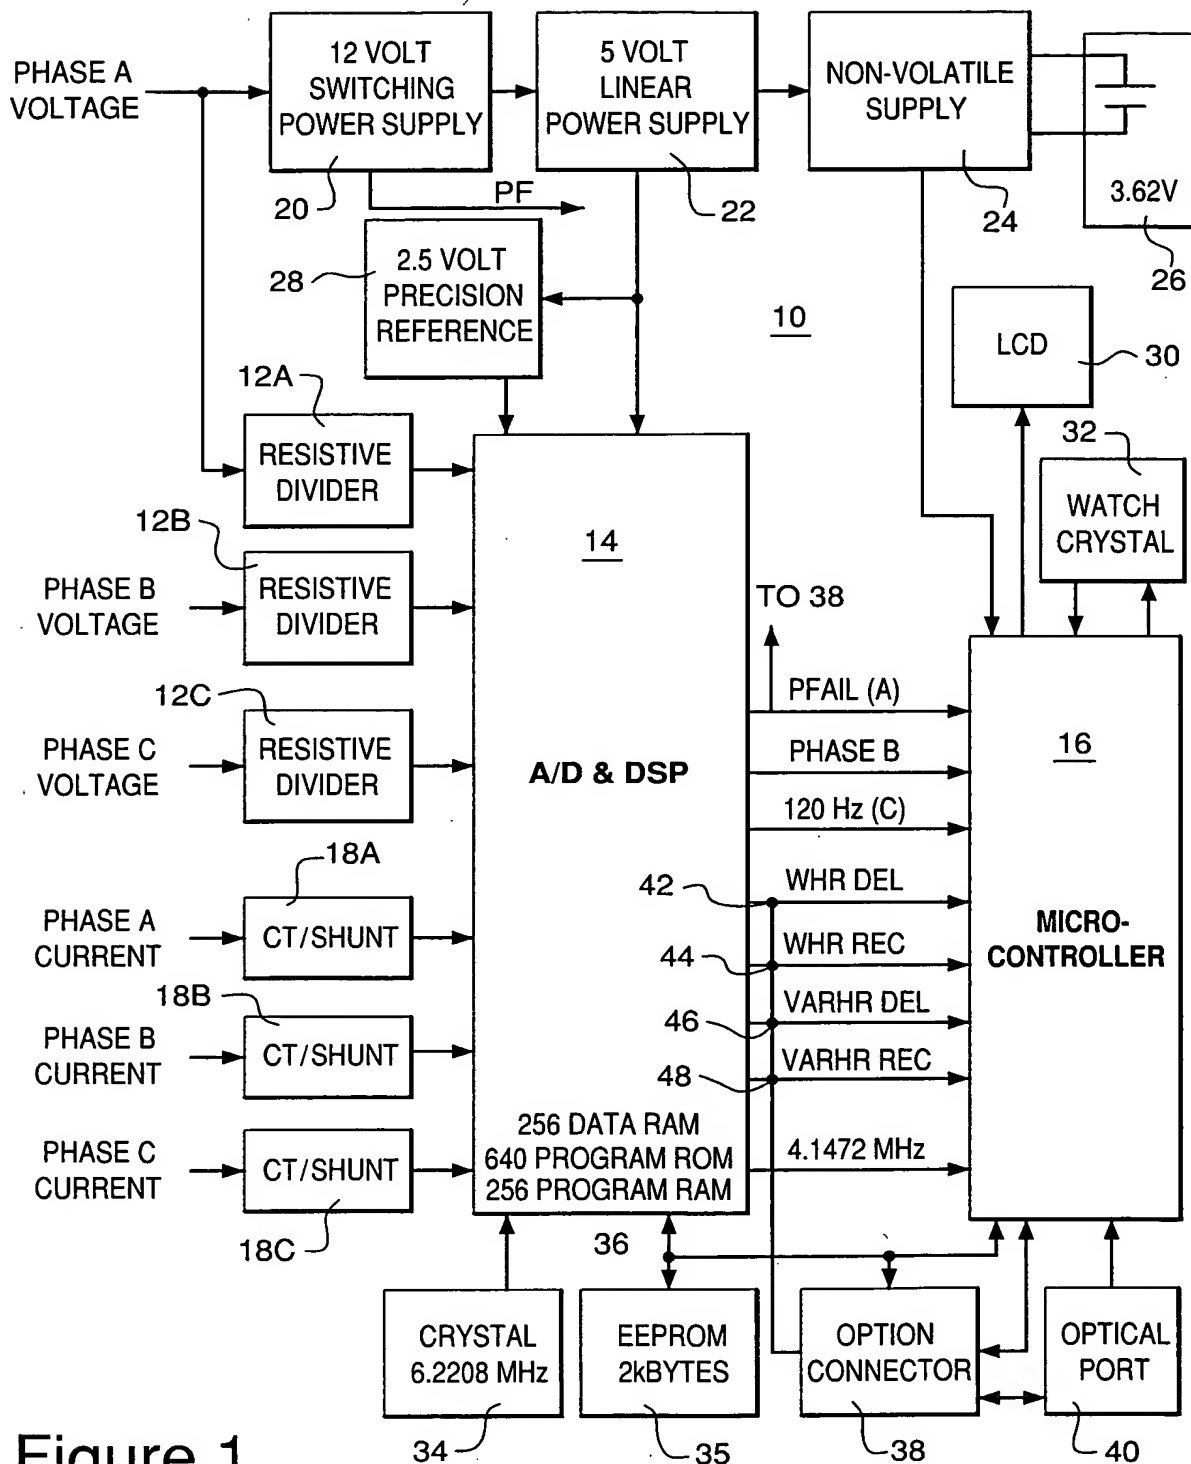 PHASE A
VOLTAGE
12 VOLT
SWITCHING
POWER SUPPLY
20
PF
5 VOLT
LINEAR
POWER SUPPLY
22
NON-VOLATILE
SUPPLY
24
3.62V
26
28
2.5 VOLT
PRECISION
REFERENCE
10
LCD
30
12A
RESISTIVE
DIVIDER
32
WATCH
CRYSTAL
12B
PHASE B
VOLTAGE
RESISTIVE
DIVIDER
14
TO 38
12C
PHASE C
VOLTAGE
RESISTIVE
DIVIDER
A/D & DSP
PFAIL (A)
PHASE B
120 Hz (C)
16
18A
PHASE A
CURRENT
CT/SHUNT
42
WHR DEL
44
WHR REC
MICRO-
CONTROLLER
18B
PHASE B
CURRENT
CT/SHUNT
46
VARHR DEL
48
VARHR REC
PHASE C
CURRENT
CT/SHUNT
18C
256 DATA RAM
640 PROGRAM ROM
256 PROGRAM RAM
4.1472 MHz
36
CRYSTAL
6.2208 MHz
34
EEPROM
2kBYTES
35
OPTION
CONNECTOR
38
OPTICAL
PORT
40
Figure 1